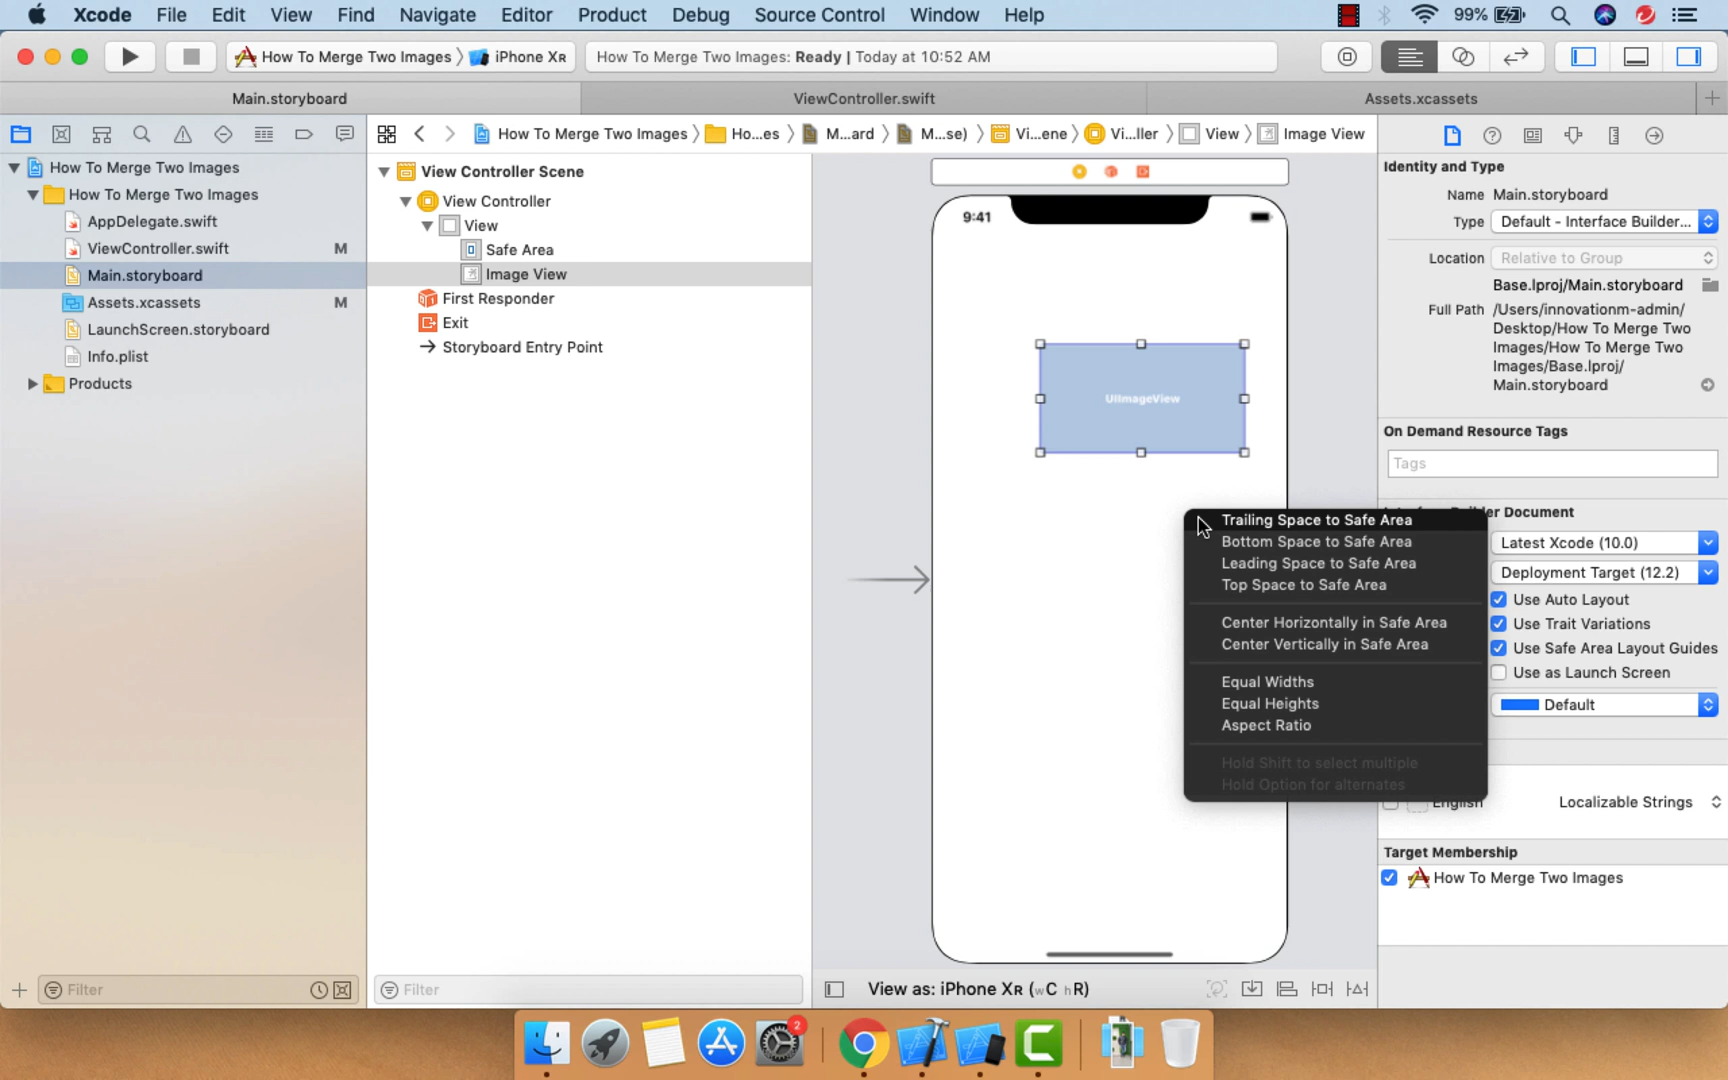 Xcode File Edit View Find Navigate Editor Product Debug Source Control Window Help 99%
How To Merge Two Images iPhone XR How To Merge Two Images: Ready | Today at 10:52 AM
Main.storyboard ViewController.swift Assets.xcassets
How To Merge Two Images Ho...es M...ard M...se) Vi...ene Vi...ller View Image View
How To Merge Two Images
How To Merge Two Images
AppDelegate.swift
ViewController.swift M
Main.storyboard
Assets.xcassets M
LaunchScreen.storyboard
Info.plist
Products
Filter
View Controller Scene
View Controller
View
Safe Area
Image View
First Responder
Exit
Storyboard Entry Point
Filter
9:41
UIImageView
Trailing Space to Safe Area
Bottom Space to Safe Area
Leading Space to Safe Area
Top Space to Safe Area
Center Horizontally in Safe Area
Center Vertically in Safe Area
Equal Widths
Equal Heights
Aspect Ratio
Hold Shift to select multiple
Hold Option for alternates
View as: iPhone XR (wC hR)
Identity and Type
Name Main.storyboard
Type Default - Interface Builder...
Location Relative to Group
Base.lproj/Main.storyboard
Full Path /Users/innovationm-admin/
Desktop/How To Merge Two
Images/How To Merge Two
Images/Base.lproj/
Main.storyboard
On Demand Resource Tags
Tags
er Document
Latest Xcode (10.0)
Deployment Target (12.2)
Use Auto Layout
Use Trait Variations
Use Safe Area Layout Guides
Use as Launch Screen
Default
English Localizable Strings
Target Membership
How To Merge Two Images
2